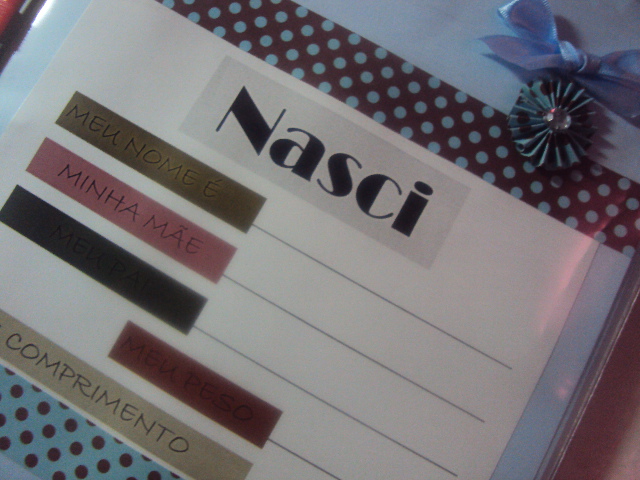 Nasci
MEU NOME É
MINHA MÃE
MEU PAI
MEU PESO
COMPRIMENTO